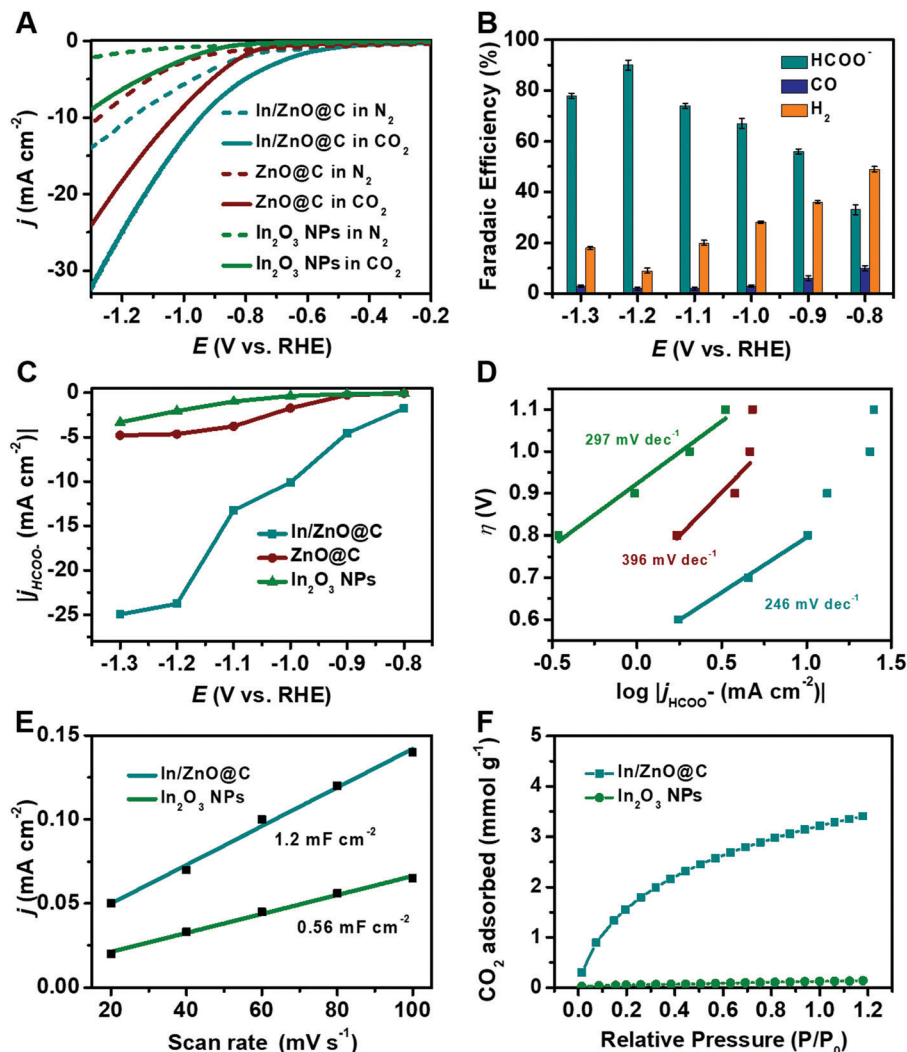 A
0
-10
-20
-30
j (mA cm⁻²)
In/ZnO@C in N₂
In/ZnO@C in CO₂
ZnO@C in N₂
ZnO@C in CO₂
In₂O₃ NPs in N₂
In₂O₃ NPs in CO₂
-1.2 -1.0 -0.8 -0.6 -0.4 -0.2
E (V vs. RHE)
B
100
80
60
40
20
0
Faradaic Efficiency (%)
HCOO⁻
CO
H₂
-1.3 -1.2 -1.1 -1.0 -0.9 -0.8
E (V vs. RHE)
C
0
-5
-10
-15
-20
-25
|j_HCOO- (mA cm⁻²)|
In/ZnO@C
ZnO@C
In₂O₃ NPs
-1.3 -1.2 -1.1 -1.0 -0.9 -0.8
E (V vs. RHE)
D
1.1
1.0
0.9
0.8
0.7
0.6
η (V)
297 mV dec⁻¹
396 mV dec⁻¹
246 mV dec⁻¹
-0.5 0.0 0.5 1.0 1.5
log |j_HCOO- (mA cm⁻²)|
E
0.15
0.10
0.05
0.00
j (mA cm⁻²)
In/ZnO@C
In₂O₃ NPs
1.2 mF cm⁻²
0.56 mF cm⁻²
20 40 60 80 100
Scan rate (mV s⁻¹)
F
5
4
3
2
1
0
CO₂ adsorbed (mmol g⁻¹)
In/ZnO@C
In₂O₃ NPs
0.0 0.2 0.4 0.6 0.8 1.0 1.2
Relative Pressure (P/P₀)